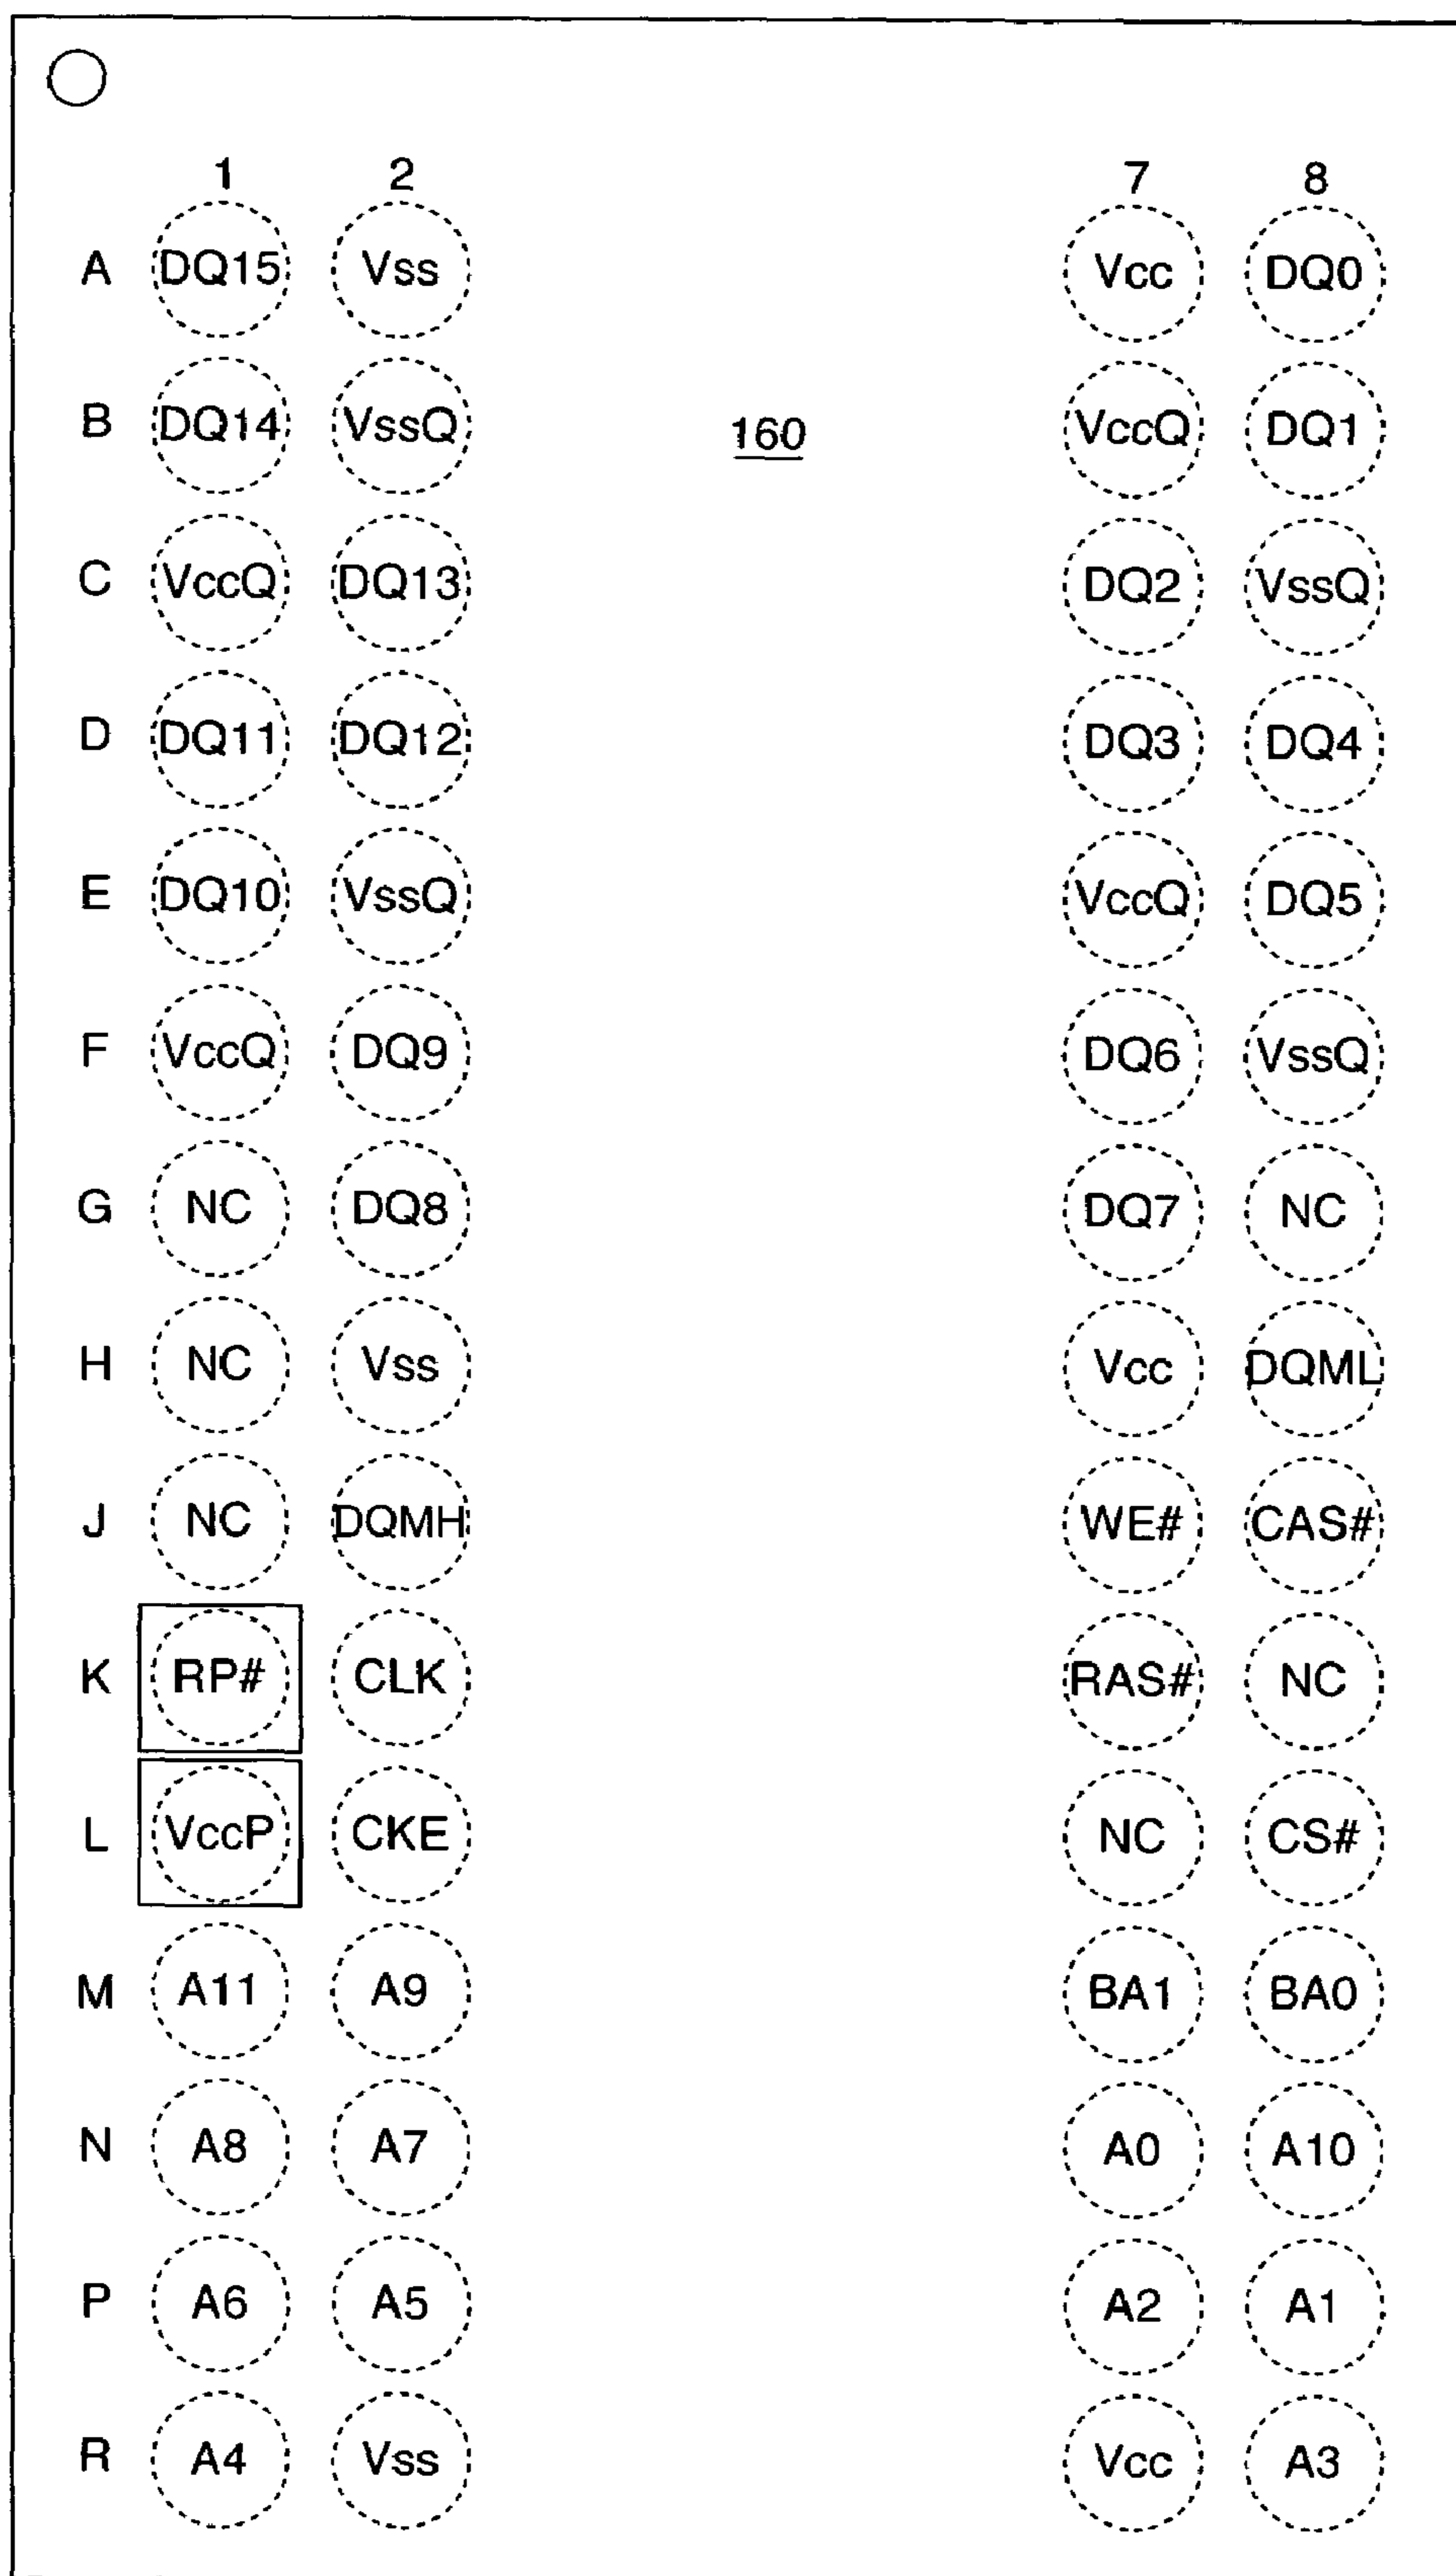 1 2 7 8
A DQ15 Vss Vcc DQ0
B DQ14 VssQ 160 VccQ DQ1
C VccQ DQ13 DQ2 VssQ
D DQ11 DQ12 DQ3 DQ4
E DQ10 VssQ VccQ DQ5
F VccQ DQ9 DQ6 VssQ
G NC DQ8 DQ7 NC
H NC Vss Vcc DQML
J NC DQMH WE# CAS#
K RP# CLK RAS# NC
L VccP CKE NC CS#
M A11 A9 BA1 BA0
N A8 A7 A0 A10
P A6 A5 A2 A1
R A4 Vss Vcc A3